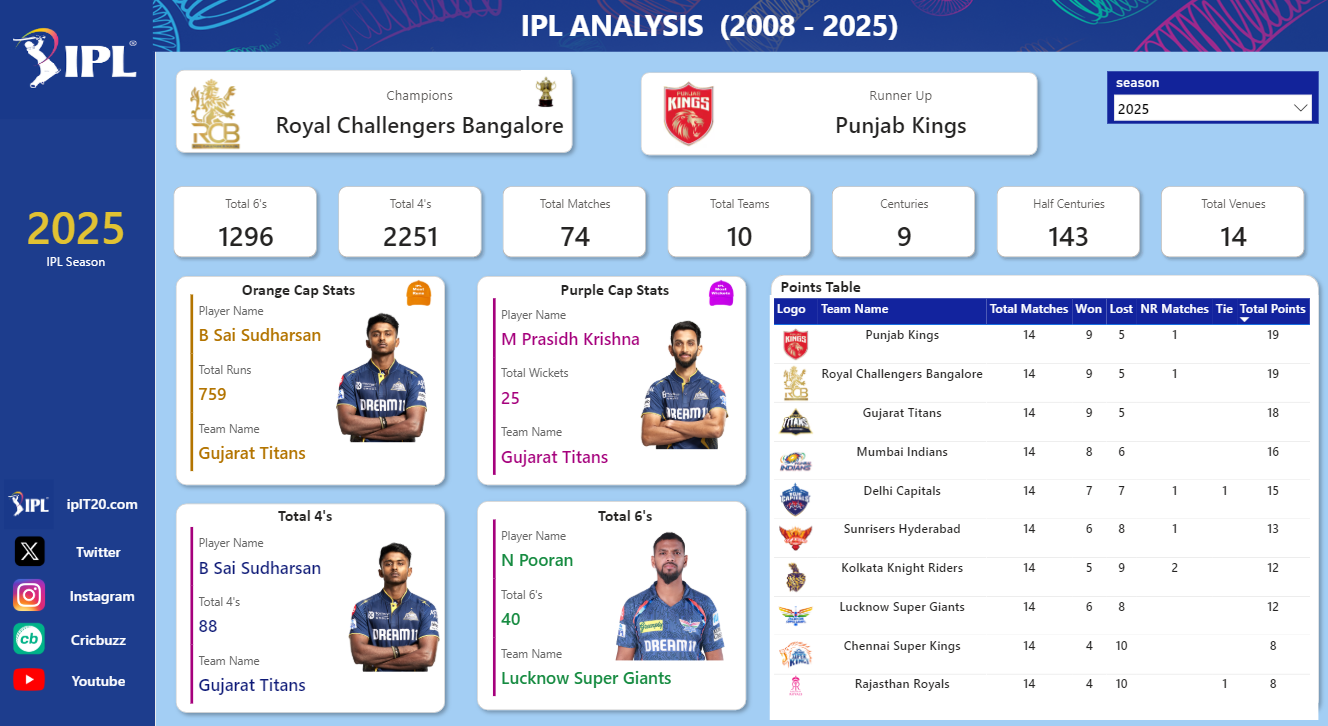 IPL ANALYSIS (2008 - 2025)
IPL
2025
IPL Season
ipIT20.com
Twitter
Instagram
Cricbuzz
Youtube
Champions
Royal Challengers Bangalore
RCB
Runner Up
Punjab Kings
PUNJAB
KINGS
season
2025
Total 6's
1296
Total 4's
2251
Total Matches
74
Total Teams
10
Centuries
9
Half Centuries
143
Total Venues
14
Orange Cap Stats
Player Name
B Sai Sudharsan
Total Runs
759
Team Name
Gujarat Titans
DREAM11
Purple Cap Stats
Player Name
M Prasidh Krishna
Total Wickets
25
Team Name
Gujarat Titans
DREAM11
Total 4's
Player Name
B Sai Sudharsan
Total 4's
88
Team Name
Gujarat Titans
DREAM11
Total 6's
Player Name
N Pooran
Total 6's
40
Team Name
Lucknow Super Giants
DREAM11
Points Table
Logo Team Name Total Matches Won Lost NR Matches Tie Total Points
Punjab Kings 14 9 5 1 19
Royal Challengers Bangalore 14 9 5 1 19
Gujarat Titans 14 9 5 18
Mumbai Indians 14 8 6 16
Delhi Capitals 14 7 7 1 1 15
Sunrisers Hyderabad 14 6 8 1 13
Kolkata Knight Riders 14 5 9 2 12
Lucknow Super Giants 14 6 8 12
Chennai Super Kings 14 4 10 8
Rajasthan Royals 14 4 10 1 8